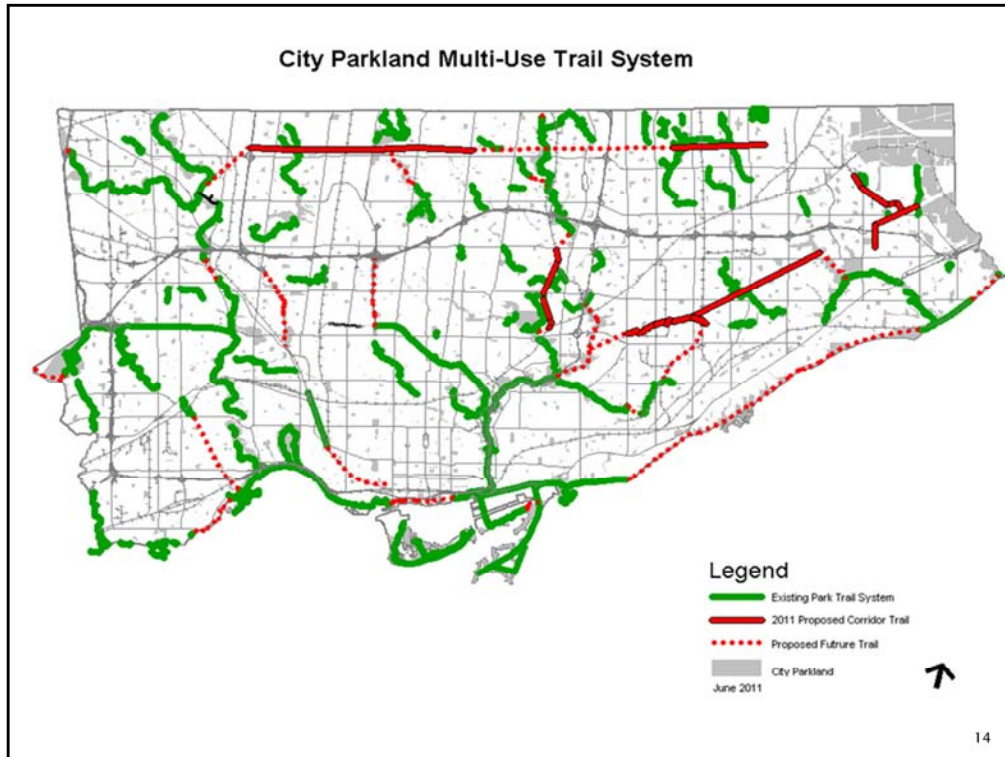 City Parkland Multi-Use Trail System
Legend
Existing Park Trail System
2011 Proposed Corridor Trail
Proposed Futrure Trail
City Parkland
June 2011
14